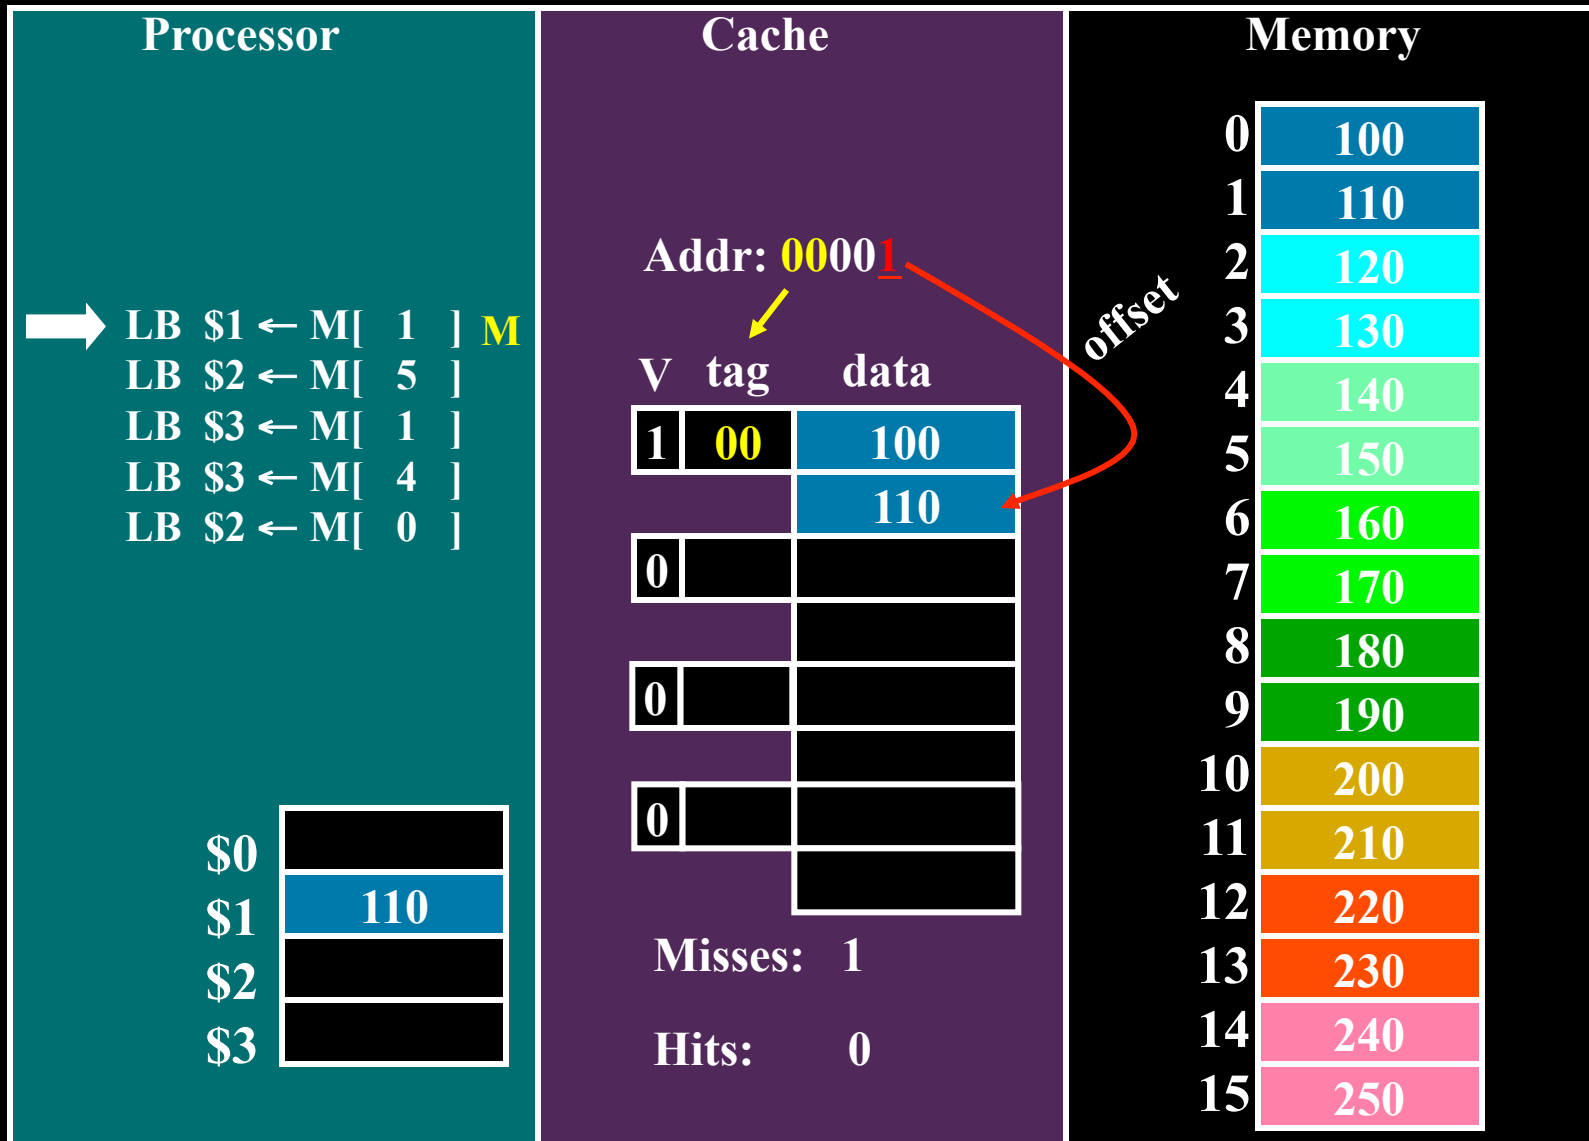 Processor
LB $1 ← M[ 1 ] M
LB $2 ← M[ 5 ]
LB $3 ← M[ 1 ]
LB $3 ← M[ 4 ]
LB $2 ← M[ 0 ]
$0
$1 110
$2
$3
Cache
Addr: 00001
V tag data
1 00 100
110
0
0
0
Misses: 1
Hits: 0
offset
Memory
0 100
1 110
2 120
3 130
4 140
5 150
6 160
7 170
8 180
9 190
10 200
11 210
12 220
13 230
14 240
15 250